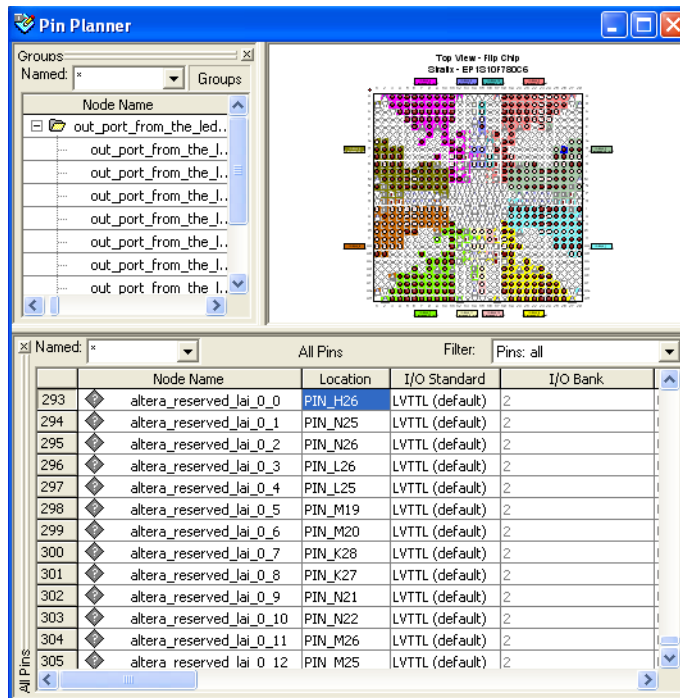 Pin Planner
Groups
Named: * Groups
Node Name
out_port_from_the_led..
out_port_from_the_l..
out_port_from_the_l..
out_port_from_the_l..
out_port_from_the_l..
out_port_from_the_l..
out_port_from_the_l..
out_port_from_the_l..
Top View - Flip Chip
Stratix - EP1S10F780C6
Named: * All Pins Filter: Pins: all
Node Name Location I/O Standard I/O Bank
293 altera_reserved_lai_0_0 PIN_H26 LVTTL (default) 2
294 altera_reserved_lai_0_1 PIN_N25 LVTTL (default) 2
295 altera_reserved_lai_0_2 PIN_N26 LVTTL (default) 2
296 altera_reserved_lai_0_3 PIN_L26 LVTTL (default) 2
297 altera_reserved_lai_0_4 PIN_L25 LVTTL (default) 2
298 altera_reserved_lai_0_5 PIN_M19 LVTTL (default) 2
299 altera_reserved_lai_0_6 PIN_M20 LVTTL (default) 2
300 altera_reserved_lai_0_7 PIN_K28 LVTTL (default) 2
301 altera_reserved_lai_0_8 PIN_K27 LVTTL (default) 2
302 altera_reserved_lai_0_9 PIN_N21 LVTTL (default) 2
303 altera_reserved_lai_0_10 PIN_N22 LVTTL (default) 2
304 altera_reserved_lai_0_11 PIN_M26 LVTTL (default) 2
305 altera_reserved_lai_0_12 PIN_M25 LVTTL (default) 2
All Pins